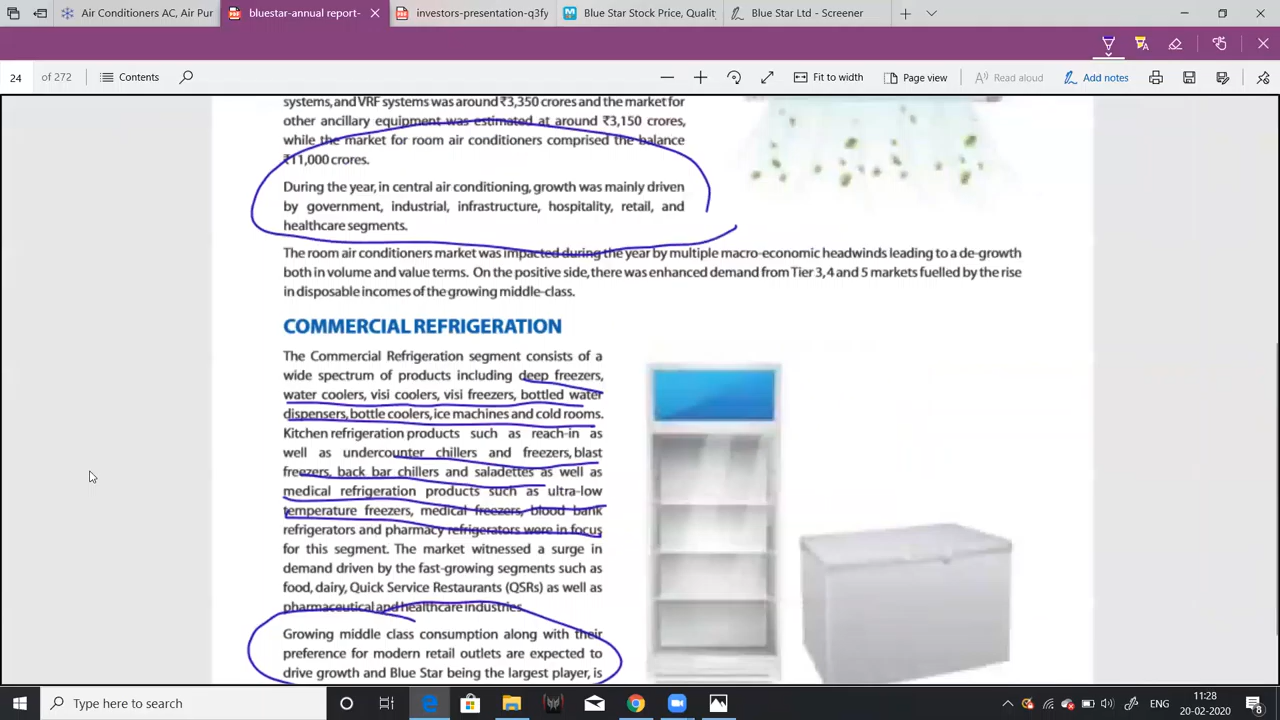 Air Conditioners AC, Air Pur
bluestar-annual report-
investors-presentation-q3fy
Blue Star Stock Price, Quality
Blue Star Ltd - Screener
24 of 272
Contents
Fit to width
Page view
Read aloud
Add notes
systems, and VRF systems was around ₹3,350 crores and the market for
other ancillary equipment was estimated at around ₹3,150 crores,
while the market for room air conditioners comprised the balance
₹11,000 crores.
During the year, in central air conditioning, growth was mainly driven
by government, industrial, infrastructure, hospitality, retail, and
healthcare segments.
The room air conditioners market was impacted during the year by multiple macro-economic headwinds leading to a de-growth
both in volume and value terms. On the positive side, there was enhanced demand from Tier 3, 4 and 5 markets fuelled by the rise
in disposable incomes of the growing middle-class.
COMMERCIAL REFRIGERATION
The Commercial Refrigeration segment consists of a
wide spectrum of products including deep freezers,
water coolers, visi coolers, visi freezers, bottled water
dispensers, bottle coolers, ice machines and cold rooms.
Kitchen refrigeration products such as reach-in as
well as undercounter chillers and freezers, blast
freezers, back bar chillers and saladettes as well as
medical refrigeration products such as ultra-low
temperature freezers, medical freezers, blood bank
refrigerators and pharmacy refrigerators were in focus
for this segment. The market witnessed a surge in
demand driven by the fast-growing segments such as
food, dairy, Quick Service Restaurants (QSRs) as well as
pharmaceutical and healthcare industries.
Growing middle class consumption along with their
preference for modern retail outlets are expected to
drive growth and Blue Star being the largest player, is
Type here to search
ENG
11:28
20-02-2020
8